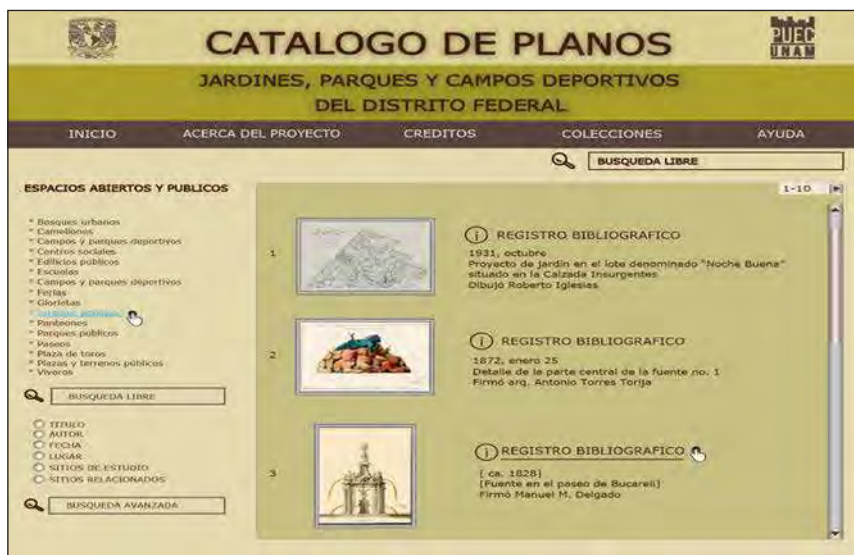 CATALOGO DE PLANOS
PUEC
UNAM
JARDINES, PARQUES Y CAMPOS DEPORTIVOS
DEL DISTRITO FEDERAL
INICIO ACERCA DEL PROYECTO CREDITOS COLECCIONES AYUDA
BUSQUEDA LIBRE
ESPACIOS ABIERTOS Y PUBLICOS
1-10
* Bosques urbanos
* Camellones
* Campos y parques deportivos
* Centros sociales
* Edificios públicos
* Escuelas
* Campos y parques deportivos
* Ferias
* Glorietas
* Jardines públicos
* Panteones
* Parques públicos
* Paseos
* Plaza de toros
* Plazas y terrenos públicos
* Viveros
BUSQUEDA LIBRE
TITULO
AUTOR
FECHA
LUGAR
SITIOS DE ESTUDIO
SITIOS RELACIONADOS
BUSQUEDA AVANZADA
1
i REGISTRO BIBLIOGRAFICO
1931, octubre
Proyecto de jardín en el lote denominado "Noche Buena"
situado en la Calzada Insurgentes
Dibujó Roberto Iglesias
2
i REGISTRO BIBLIOGRAFICO
1872, enero 25
Detalle de la parte central de la fuente no. 1
Firmó arq. Antonio Torres Torija
3
i REGISTRO BIBLIOGRAFICO
[ ca. 1828]
[Fuente en el paseo de Bucareli]
Firmó Manuel M. Delgado